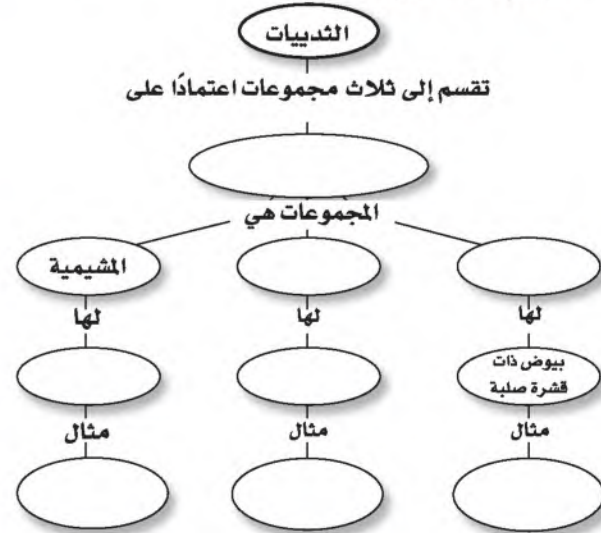 الثدييات
تقسم إلى ثلاث مجموعات اعتمادًا على
المجموعات هي
المشيمية
لها
لها
لها
بيوض ذات
قشرة صلبة
مثال
مثال
مثال